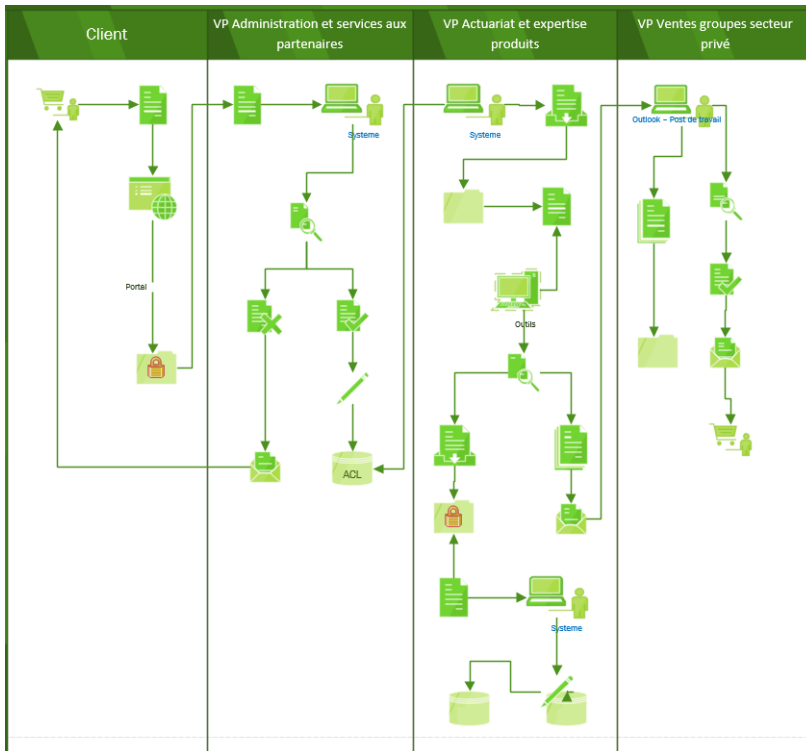 Client
VP Administration et services aux
partenaires
VP Actuariat et expertise
produits
VP Ventes groupes secteur
privé
Systeme
Systeme
Outlook – Post de travail
Portal
Outils
ACL
Systeme